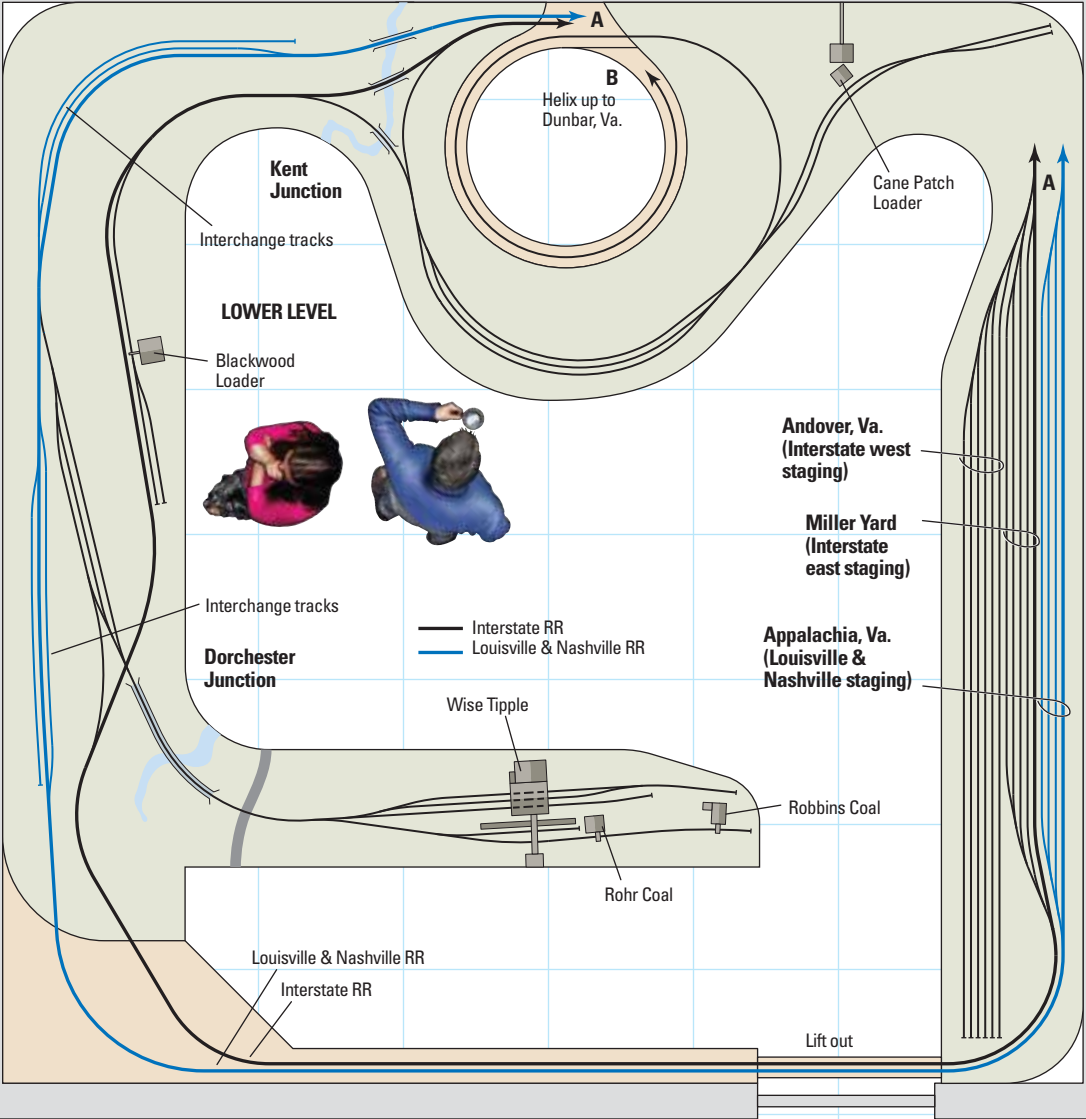 A
B
Helix up to
Dunbar, Va.
Kent
Junction
Cane Patch
Loader
A
Interchange tracks
LOWER LEVEL
Blackwood
Loader
Andover, Va.
(Interstate west
staging)
Miller Yard
(Interstate
east staging)
Interchange tracks
Interstate RR
Louisville & Nashville RR
Appalachia, Va.
(Louisville &
Nashville staging)
Dorchester
Junction
Wise Tipple
Robbins Coal
Rohr Coal
Louisville & Nashville RR
Interstate RR
Lift out